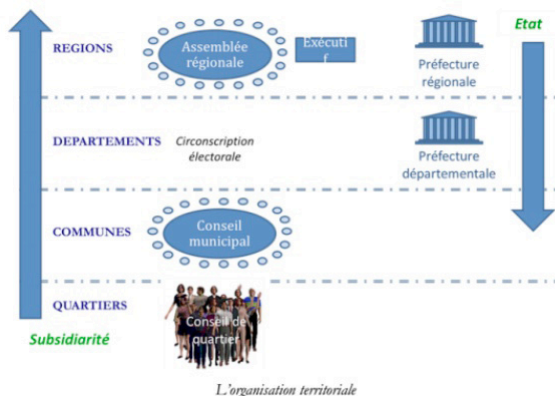 Etat
REGIONS
Assemblée
régionale
Exécuti
f
Préfecture
régionale
DEPARTEMENTS
Circonscription
électorale
Préfecture
départementale
COMMUNES
Conseil
municipal
QUARTIERS
Conseil de
quartier
Subsidiarité
L'organisation territoriale